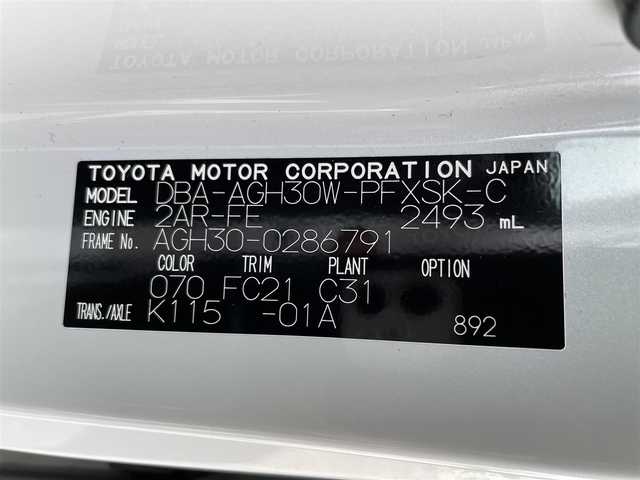 TOYOTA MOTOR CORPORATION JAPAN
MODEL DBA-AGH30W-PFXSK-C
ENGINE 2AR-FE 2493 mL
FRAME No. AGH30-0286791
COLOR TRIM PLANT OPTION
070 FC21 C31
TRANS./AXLE K115 -01A 892